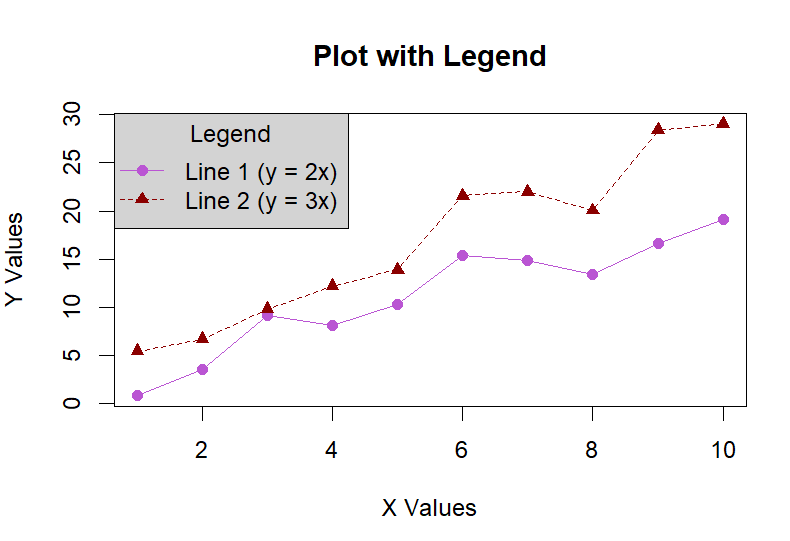 Plot with Legend
Legend
Line 1 (y = 2x)
Line 2 (y = 3x)
Y Values
30
25
20
15
10
5
0
2 4 6 8 10
X Values